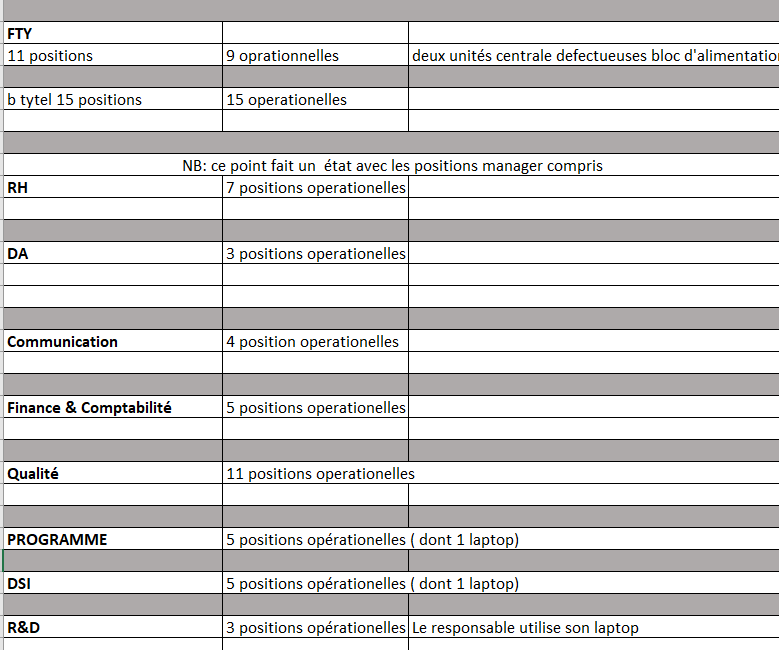 FTY
11 positions 9 oprationnelles deux unités centrale defectueuses bloc d'alimentatio
b tytel 15 positions 15 operationelles
NB: ce point fait un état avec les positions manager compris
RH 7 positions operationelles
DA 3 positions operationelles
Communication 4 position operationelles
Finance & Comptabilité 5 positions operationelles
Qualité 11 positions operationelles
PROGRAMME 5 positions opérationelles ( dont 1 laptop)
DSI 5 positions opérationelles ( dont 1 laptop)
R&D 3 positions opérationelles Le responsable utilise son laptop